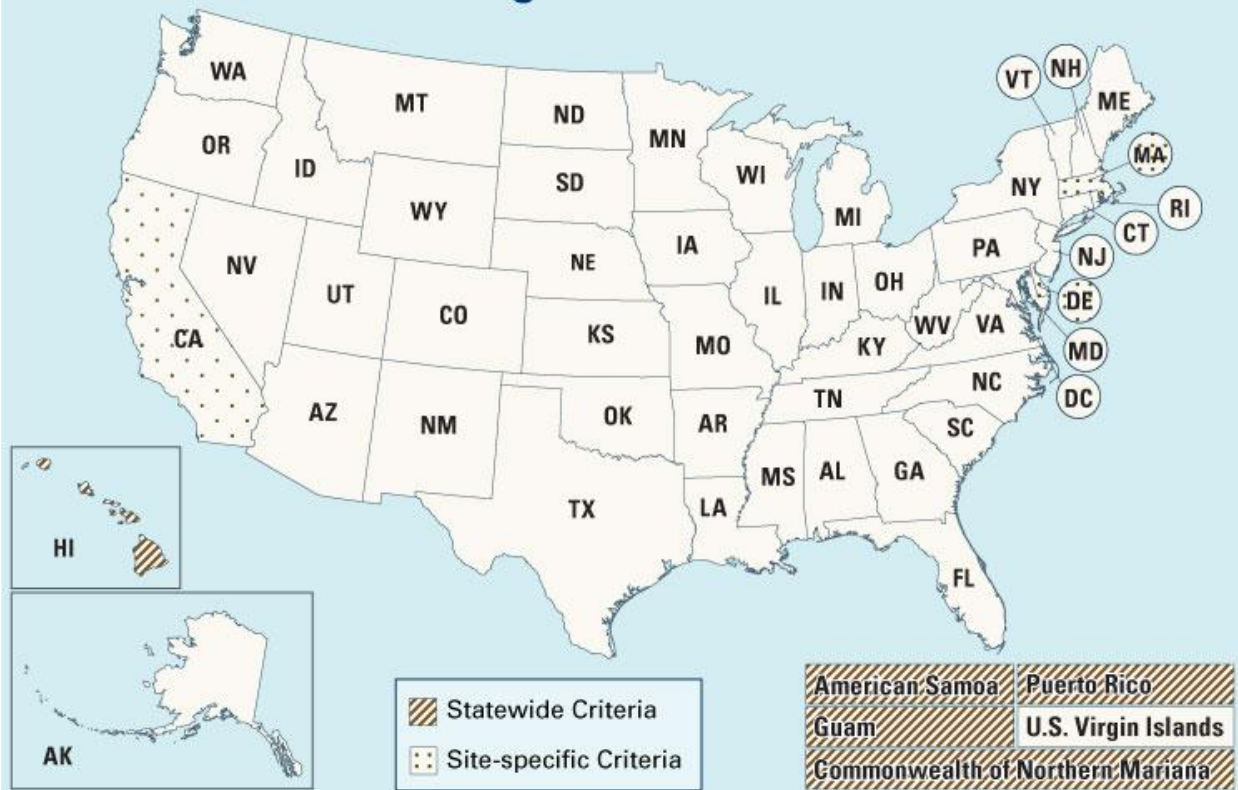 WA
MT
ND
MN
VT
NH
ME
OR
ID
SD
WI
MA
NY
WY
MI
RI
IA
CT
PA
NJ
NV
NE
UT
IL
IN
OH
DE
CO
CA
KS
MO
WV
VA
KY
MD
NC
DC
TN
AZ
NM
OK
AR
SC
MS
AL
GA
TX
LA
HI
FL
AK
Statewide Criteria
Site-specific Criteria
American Samoa
Puerto Rico
Guam
U.S. Virgin Islands
Commonwealth of Northern Mariana